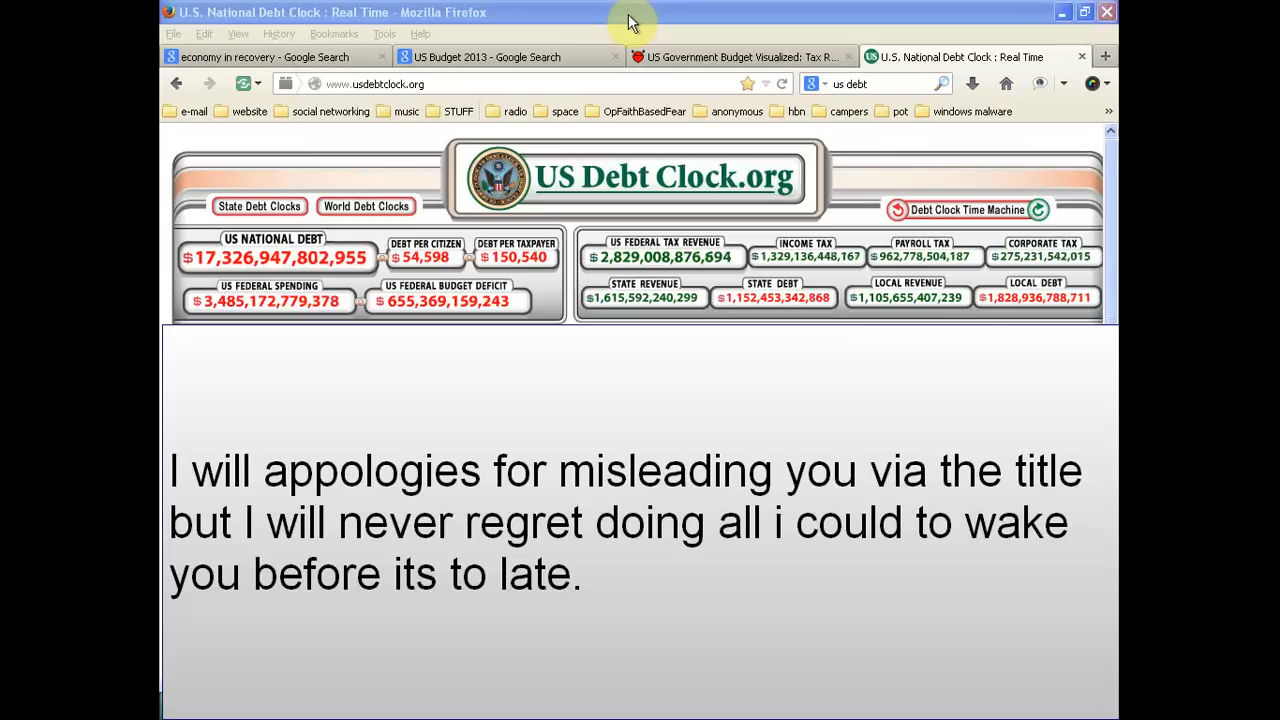 U.S. National Debt Clock : Real Time - Mozilla Firefox
File Edit View History Bookmarks Tools Help
economy in recovery - Google Search US Budget 2013 - Google Search US Government Budget Visualized: Tax R... U.S. National Debt Clock : Real Time
www.usdebtclock.org us debt
e-mail website social networking music STUFF radio space OpFaithBasedFear anonymous hbn campers pot windows malware
US Debt Clock.org
State Debt Clocks World Debt Clocks Debt Clock Time Machine
US NATIONAL DEBT DEBT PER CITIZEN DEBT PER TAXPAYER US FEDERAL TAX REVENUE INCOME TAX PAYROLL TAX CORPORATE TAX
$17,326,947,802,955 $54,598 $150,540 $2,829,008,876,694 $1,329,136,448,167 $962,778,504,187 $275,231,542,015
US FEDERAL SPENDING US FEDERAL BUDGET DEFICIT STATE REVENUE STATE DEBT LOCAL REVENUE LOCAL DEBT
$3,485,172,779,378 $655,369,159,243 $1,615,592,240,299 $1,152,453,342,868 $1,105,655,407,239 $1,828,936,788,711
I will appologies for misleading you via the title
but I will never regret doing all i could to wake
you before its to late.